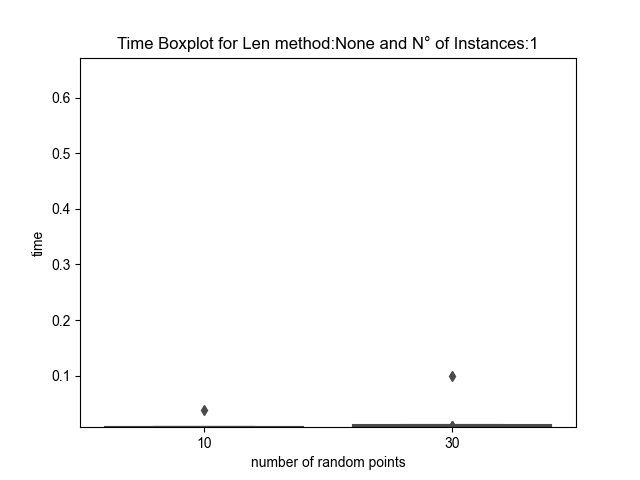 Time Boxplot for Len method:None and N° of Instances:1
0.6
0.5
0.4
0.3
0.2
0.1
time
10 30
number of random points